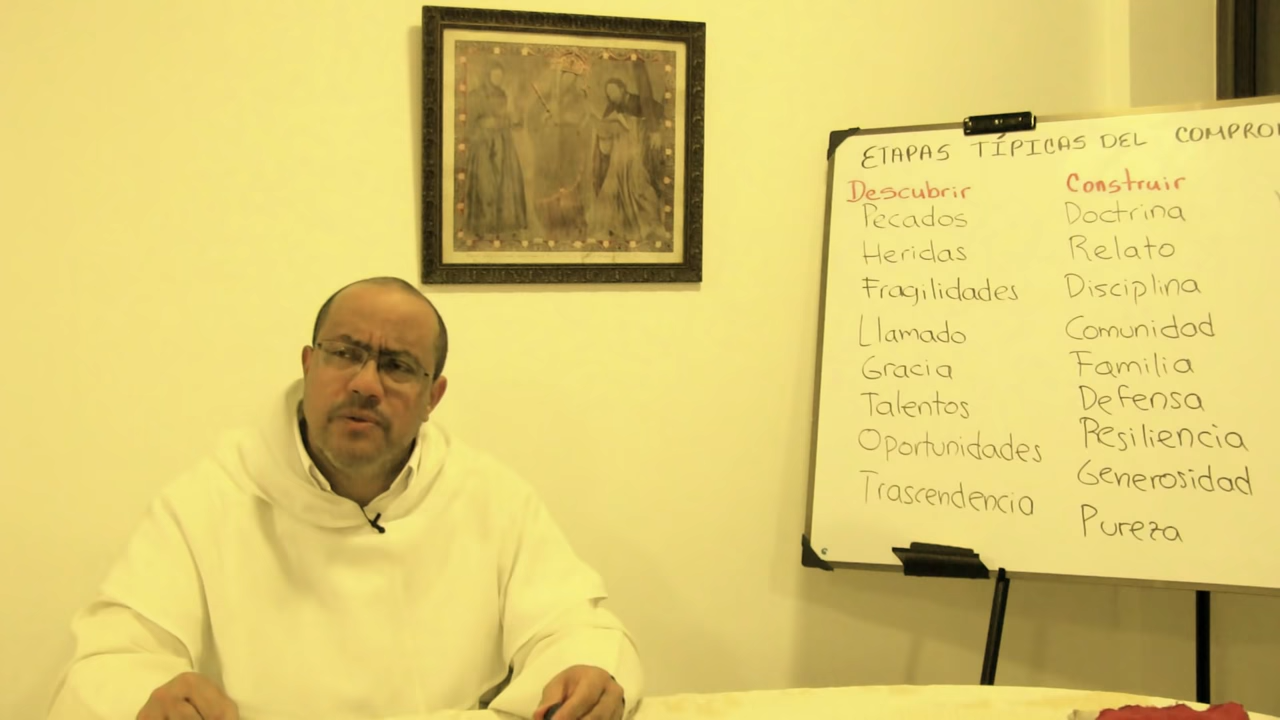 ETAPAS TÍPICAS DEL COMPRO
Descubrir
Pecados
Heridas
Fragilidades
Llamado
Gracia
Talentos
Oportunidades
Trascendencia
Construir
Doctrina
Relato
Disciplina
Comunidad
Familia
Defensa
Resiliencia
Generosidad
Pureza